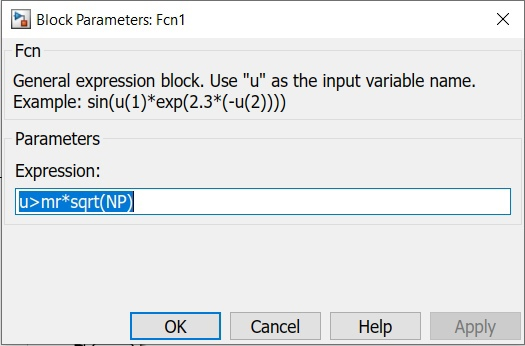 Block Parameters: Fcn1
Fcn
General expression block. Use "u" as the input variable name.
Example: sin(u(1)*exp(2.3*(-u(2))))
Parameters
Expression:
u>mr*sqrt(NP)
OK Cancel Help Apply